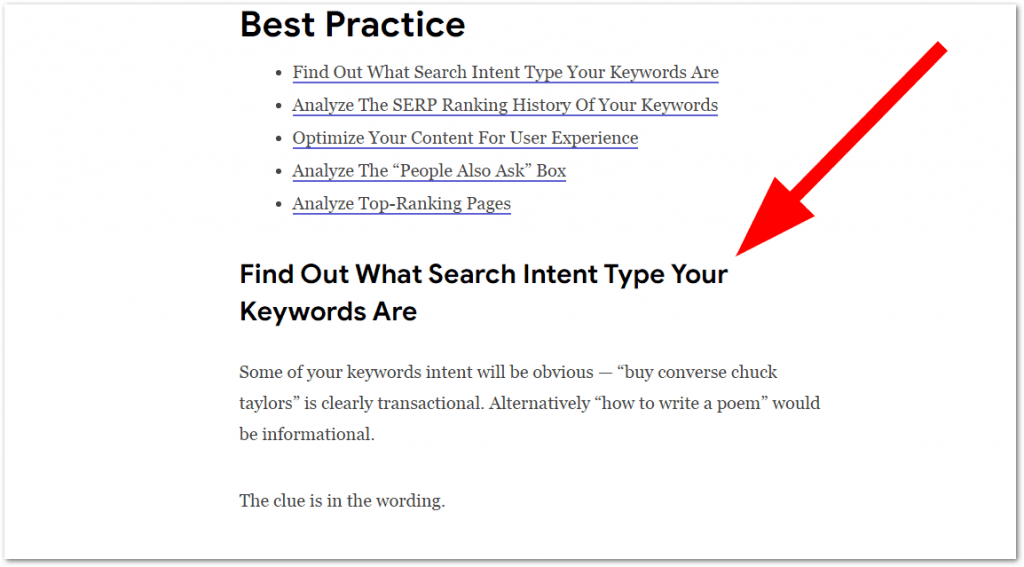 Best Practice
Find Out What Search Intent Type Your Keywords Are
Analyze The SERP Ranking History Of Your Keywords
Optimize Your Content For User Experience
Analyze The “People Also Ask” Box
Analyze Top-Ranking Pages
Find Out What Search Intent Type Your
Keywords Are
Some of your keywords intent will be obvious — “buy converse chuck
taylors” is clearly transactional. Alternatively “how to write a poem” would
be informational.
The clue is in the wording.